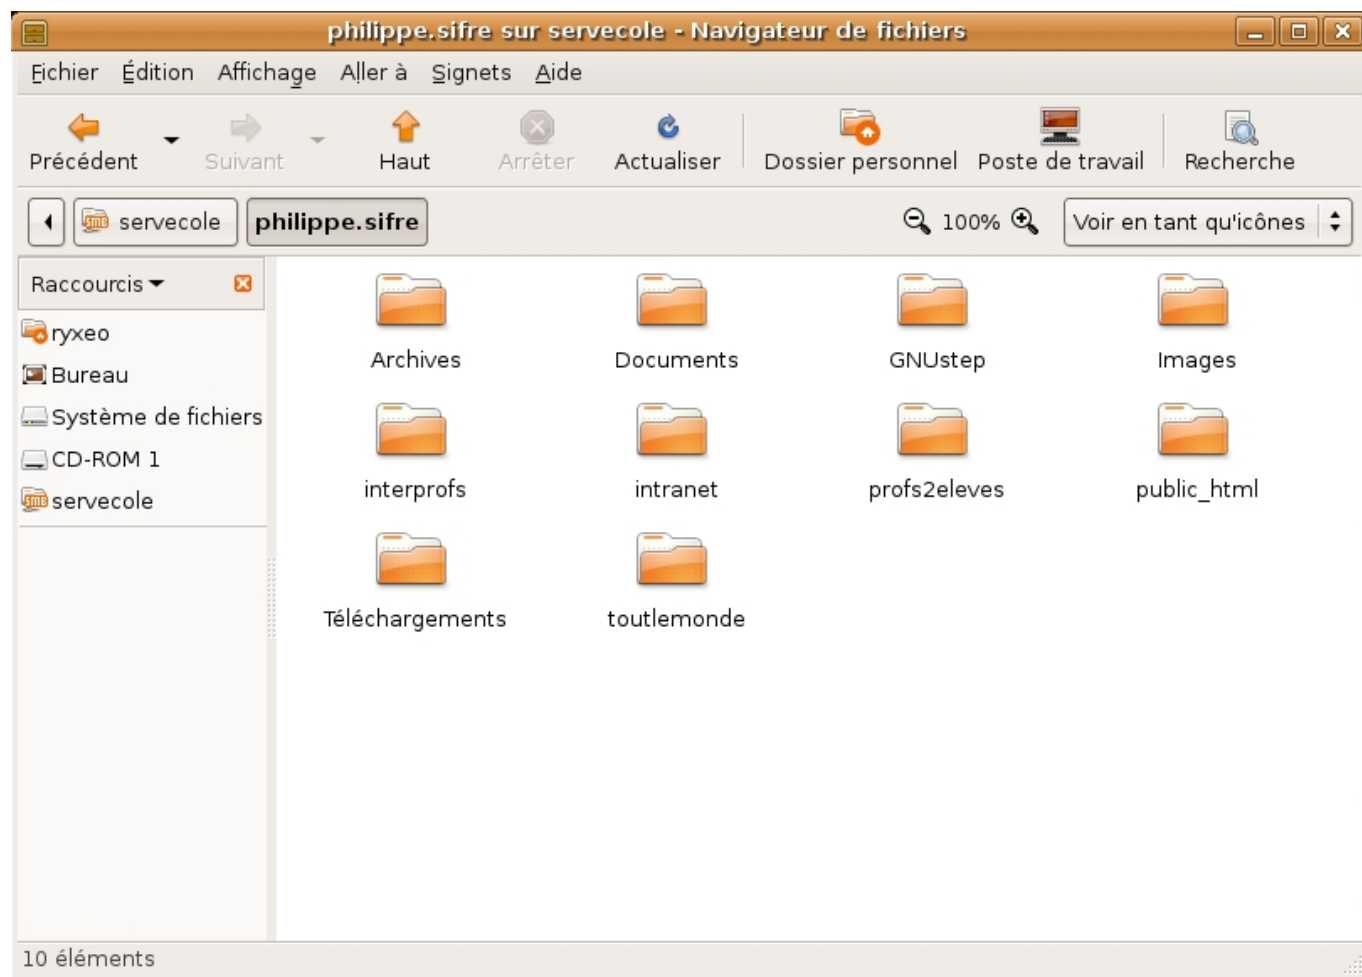 philippe.sifre sur servecole - Navigateur de fichiers
Fichier Édition Affichage Aller à Signets Aide
Précédent Suivant Haut Arrêter Actualiser Dossier personnel Poste de travail Recherche
SMB servecole philippe.sifre 100% Voir en tant qu'icônes
Raccourcis
ryxeo
Bureau
Système de fichiers
CD-ROM 1
SMB servecole
Archives Documents GNUstep Images
interprofs intranet profs2eleves public_html
Téléchargements toutlemonde
10 éléments